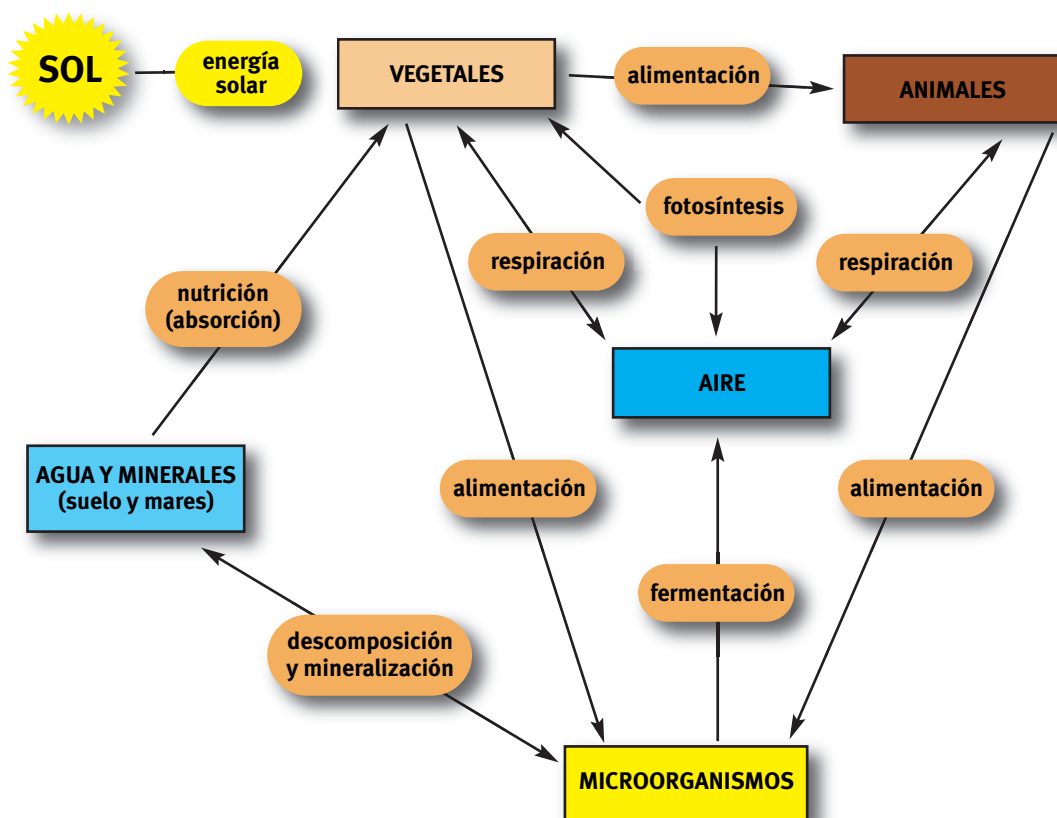 SOL
energía
solar
VEGETALES
alimentación
ANIMALES
fotosíntesis
respiración
respiración
nutrición
(absorción)
AIRE
AGUA Y MINERALES
(suelo y mares)
alimentación
alimentación
fermentación
descomposición
y mineralización
MICROORGANISMOS